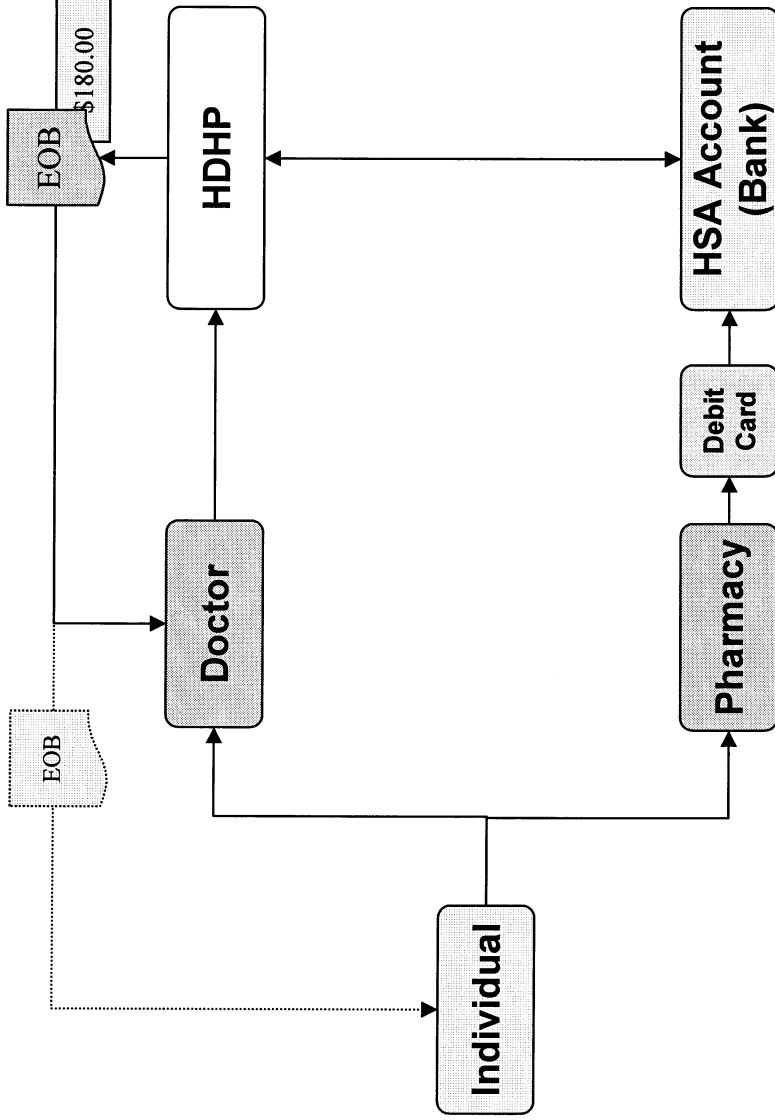 EOB
$180.00
EOB
HDHP
Doctor
Individual
HSA Account
(Bank)
Debit
Card
Pharmacy